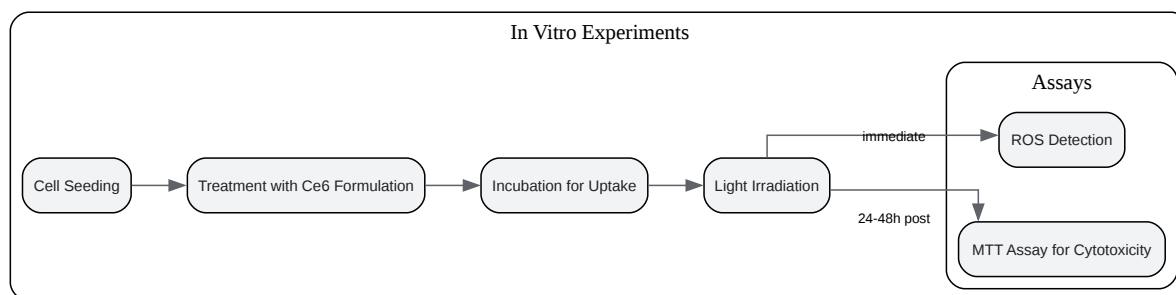 In Vitro Experiments
Assays
immediate
ROS Detection
Cell Seeding
Treatment with Ce6 Formulation
Incubation for Uptake
Light Irradiation
24-48h post
MTT Assay for Cytotoxicity